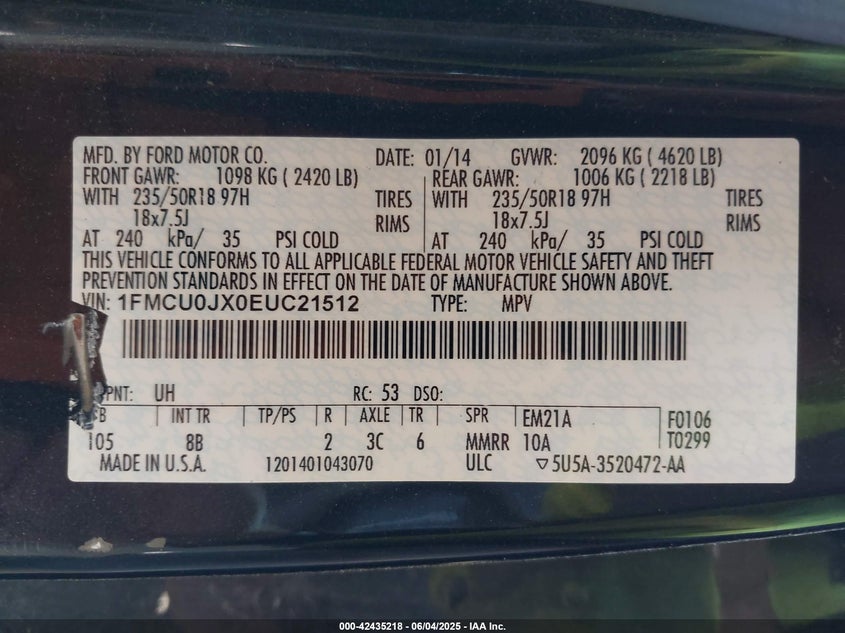 MFD. BY FORD MOTOR CO. DATE: 01/14 GVWR: 2096 KG ( 4620 LB)
FRONT GAWR: 1098 KG ( 2420 LB) REAR GAWR: 1006 KG ( 2218 LB)
WITH 235/50R18 97H TIRES WITH 235/50R18 97H TIRES
18x7.5J RIMS 18x7.5J RIMS
AT 240 kPa/ 35 PSI COLD AT 240 kPa/ 35 PSI COLD
THIS VEHICLE CONFORMS TO ALL APPLICABLE FEDERAL MOTOR VEHICLE SAFETY AND THEFT
PREVENTION STANDARDS IN EFFECT ON THE DATE OF MANUFACTURE SHOWN ABOVE.
VIN: 1FMCU0JX0EUC21512 TYPE: MPV
PNT: UH RC: 53 DSO:
B INT TR TP/PS R AXLE TR SPR EM21A F0106
105 8B 2 3C 6 MMRR 10A T0299
MADE IN U.S.A. 1201401043070 ULC ▽5U5A-3520472-AA
000-42435218 - 06/04/2025 - IAA Inc.